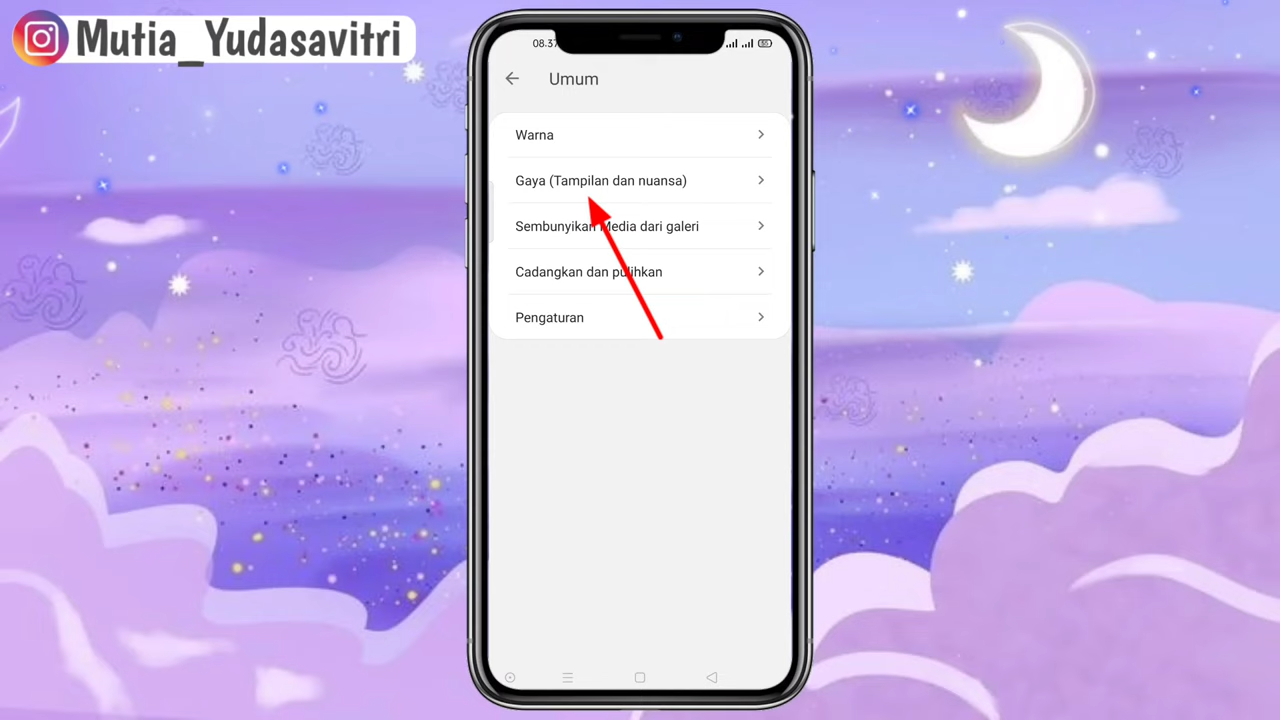 Mutia_Yudasavitri
08.37
Umum
Warna
Gaya (Tampilan dan nuansa)
Sembunyikan Media dari galeri
Cadangkan dan pulihkan
Pengaturan